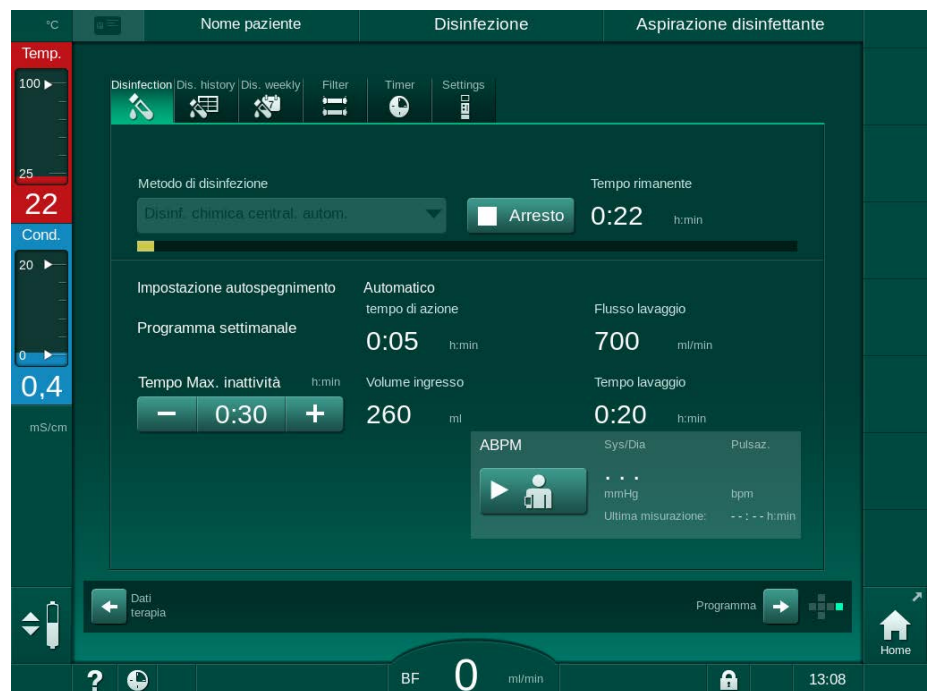 °C
Nome paziente
Disinfezione
Aspirazione disinfettante
Temp.
100
25
22
Cond.
20
0
0,4
mS/cm
Disinfection
Dis. history
Dis. weekly
Filter
Timer
Settings
Metodo di disinfezione
Tempo rimanente
Disinf. chimica central. autom.
Arresto
0:22 h:min
Impostazione autospegnimento
Automatico
tempo di azione
Flusso lavaggio
Programma settimanale
0:05 h:min
700 ml/min
Tempo Max. inattività h:min
Volume ingresso
Tempo lavaggio
− 0:30 +
260 ml
0:20 h:min
ABPM
Sys/Dia
Pulsaz.
. . .
mmHg
bpm
Ultima misurazione: --:-- h:min
Dati
terapia
Programma
Home
?
BF 0 ml/min
13:08